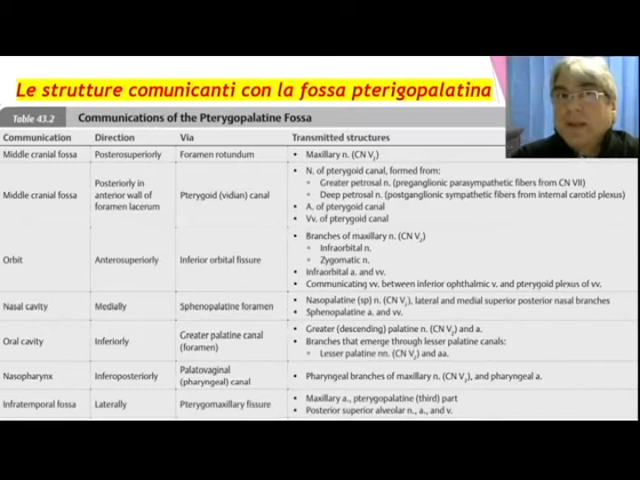 Le strutture comunicanti con la fossa pterigopalatina
Table 43.2 Communications of the Pterygopalatine Fossa
Communication Direction Via Transmitted structures
Middle cranial fossa Posterosuperiorly Foramen rotundum • Maxillary n. (CN V₂)
Middle cranial fossa Posteriorly in anterior wall of foramen lacerum Pterygoid (vidian) canal • N. of pterygoid canal, formed from:
◦ Greater petrosal n. (preganglionic parasympathetic fibers from CN VII)
◦ Deep petrosal n. (postganglionic sympathetic fibers from internal carotid plexus)
• A. of pterygoid canal
• Vv. of pterygoid canal
Orbit Anterosuperiorly Inferior orbital fissure • Branches of maxillary n. (CN V₂)
◦ Infraorbital n.
◦ Zygomatic n.
• Infraorbital a. and vv.
• Communicating vv. between inferior ophthalmic v. and pterygoid plexus of vv.
Nasal cavity Medially Sphenopalatine foramen • Nasopalatine (sp) n. (CN V₂), lateral and medial superior posterior nasal branches
• Sphenopalatine a. and vv.
Oral cavity Inferiorly Greater palatine canal (foramen) • Greater (descending) palatine n. (CN V₂) and a.
• Branches that emerge through lesser palatine canals:
◦ Lesser palatine nn. (CN V₂) and aa.
Nasopharynx Inferoposteriorly Palatovaginal (pharyngeal) canal • Pharyngeal branches of maxillary n. (CN V₂), and pharyngeal a.
Infratemporal fossa Laterally Pterygomaxillary fissure • Maxillary a., pterygopalatine (third) part
• Posterior superior alveolar n., a., and v.